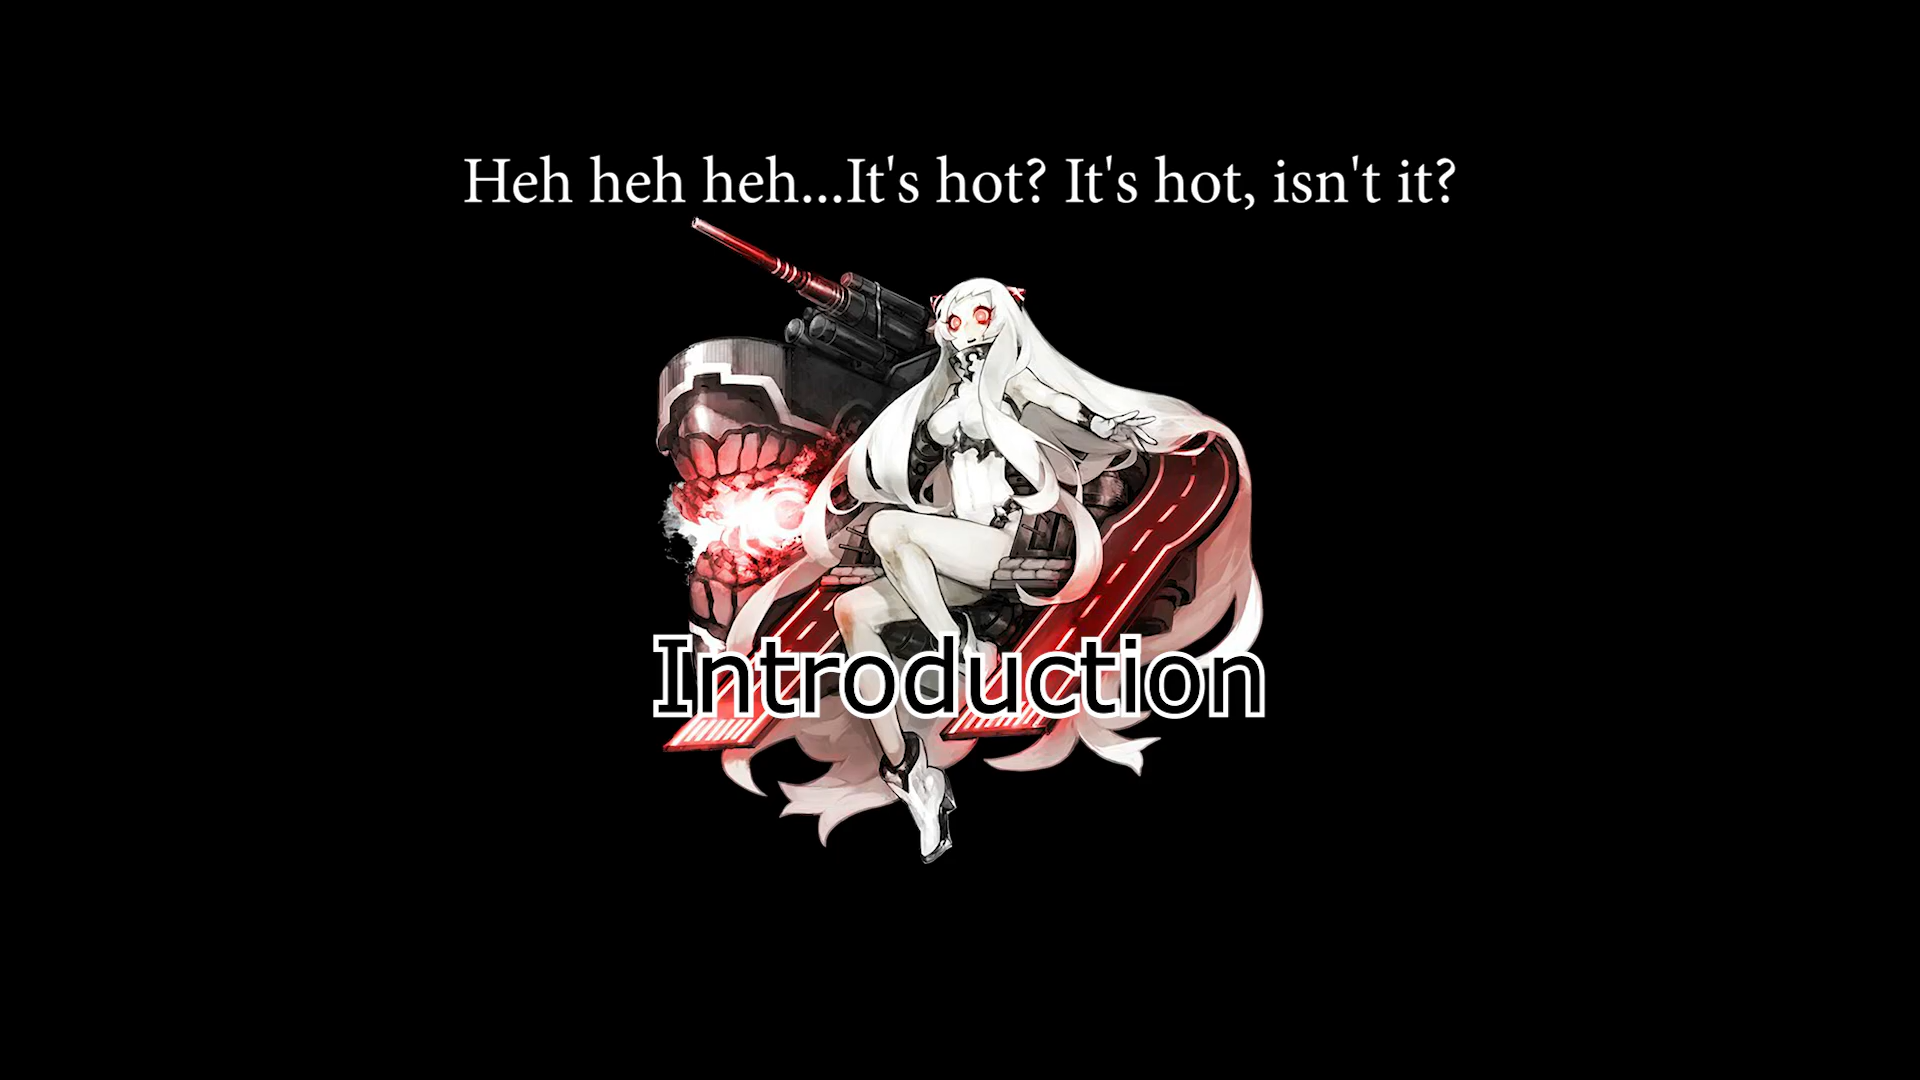 Heh heh heh...It's hot? It's hot, isn't it?
Introduction